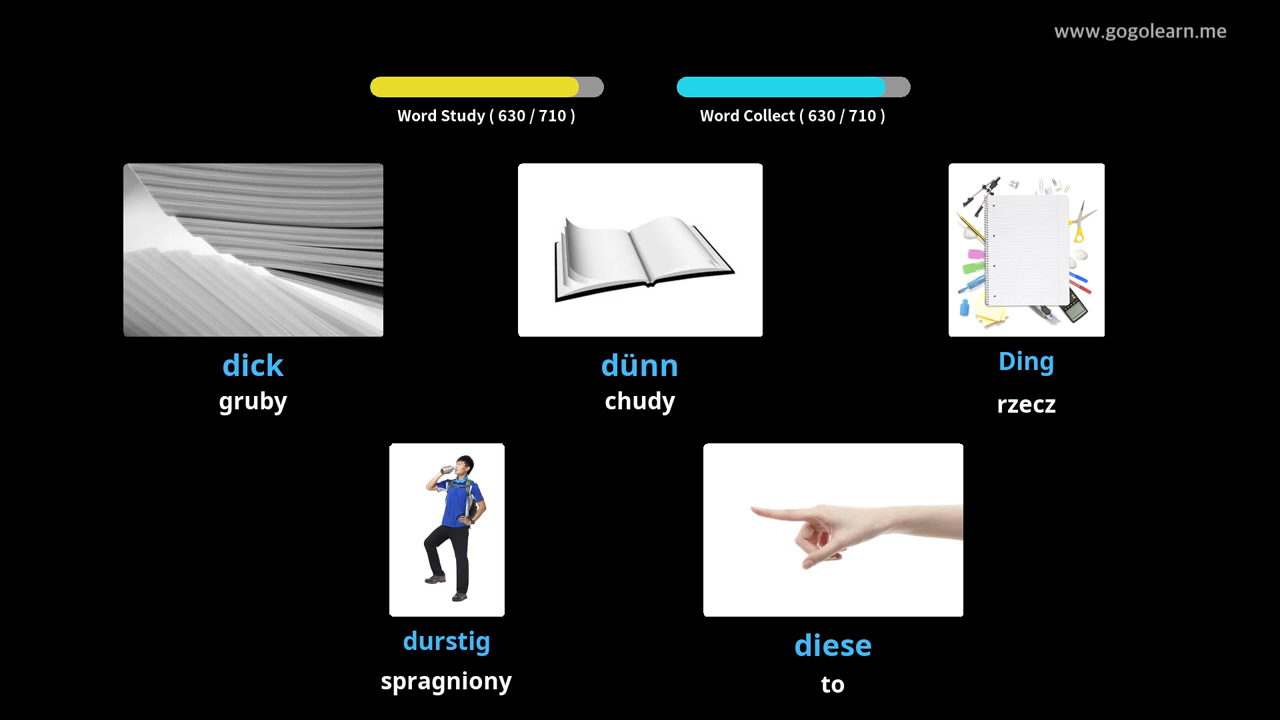 www.gogolearn.me
Word Study ( 630 / 710 )
Word Collect ( 630 / 710 )
dick
gruby
dünn
chudy
Ding
rzecz
durstig
spragniony
diese
to